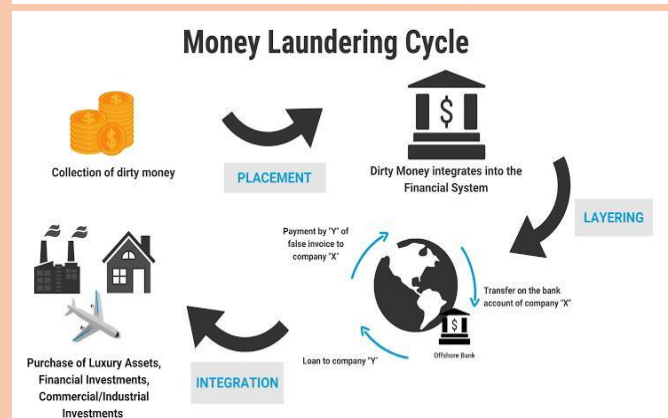 Money Laundering Cycle
$
$
$
$
Collection of dirty money
PLACEMENT
Dirty Money integrates into the
Financial System
LAYERING
Payment by "Y" of
false invoice to
company "X"
Transfer on the bank
account of company "X"
$
Offshore Bank
Loan to company "Y"
INTEGRATION
Purchase of Luxury Assets,
Financial Investments,
Commercial/Industrial
Investments